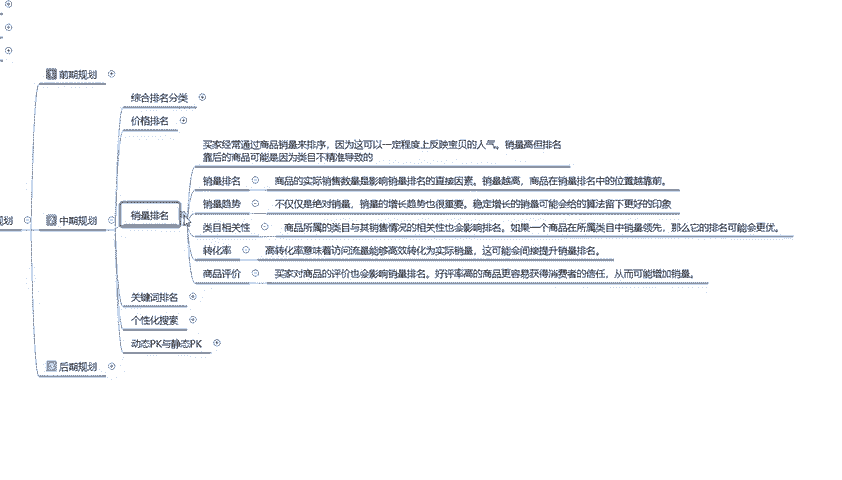 前期规划
综合排名分类
价格排名
买家经常通过商品销量来排序，因为这可以一定程度上反映宝贝的人气。销量高但排名
靠后的商品可能是因为类目不精准导致的
销量排名 商品的实际销售数量是影响销量排名的直接因素。销量越高，商品在销量排名中的位置越靠前。
销量趋势 不仅仅是绝对销量，销量的增长趋势也很重要。稳定增长的销量可能会给的算法留下更好的印象
划
中期规划
销量排名
类目相关性 商品所属的类目与其销售情况的相关性也会影响排名。如果一个商品在所属类目中销量领先，那么它的排名可能会更优。
转化率 高转化率意味着访问流量能够高效转化为实际销量，这可能会间接提升销量排名。
商品评价 买家对商品的评价也会影响销量排名。好评率高的商品更容易获得消费者的信任，从而可能增加销量。
关键词排名
个性化搜索
动态PK与静态PK
后期规划